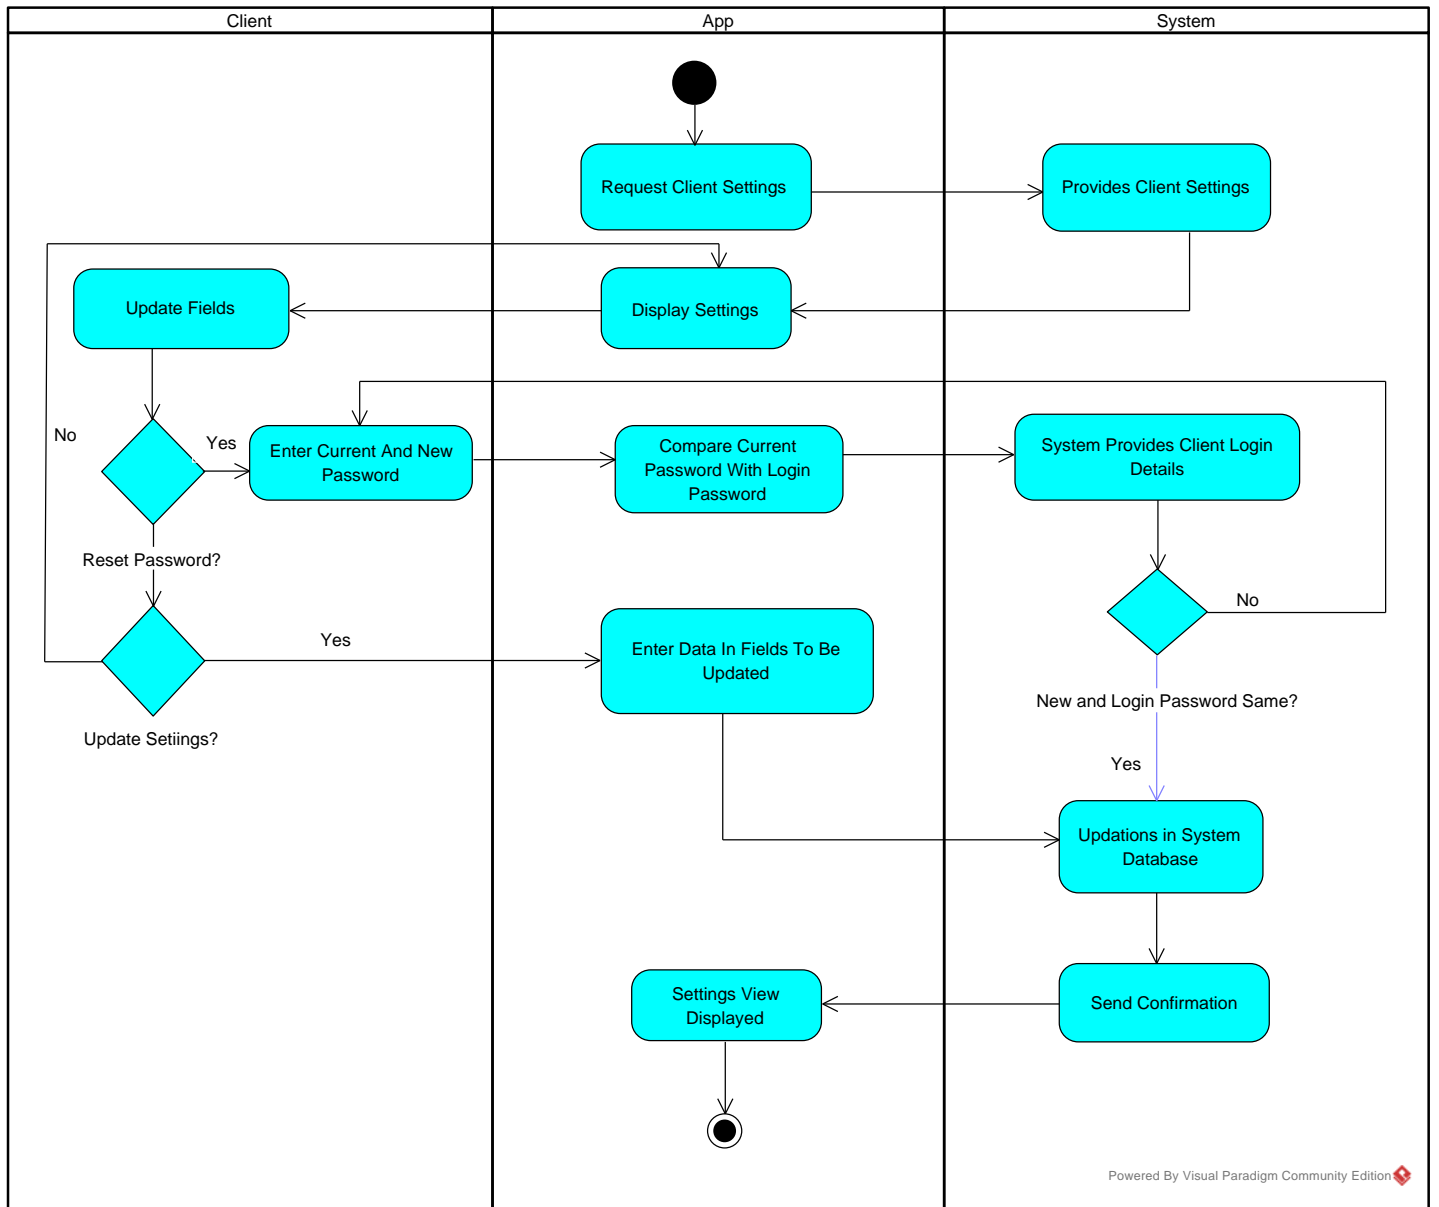 Client
App
System
Request Client Settings
Provides Client Settings
Update Fields
Display Settings
No
Yes
Enter Current And New
Password
Compare Current
Password With Login
Password
System Provides Client Login
Details
Reset Password?
No
Yes
Enter Data In Fields To Be
Updated
New and Login Password Same?
Update Setiings?
Yes
Updations in System
Database
Settings View
Displayed
Send Confirmation
Powered By Visual Paradigm Community Edition